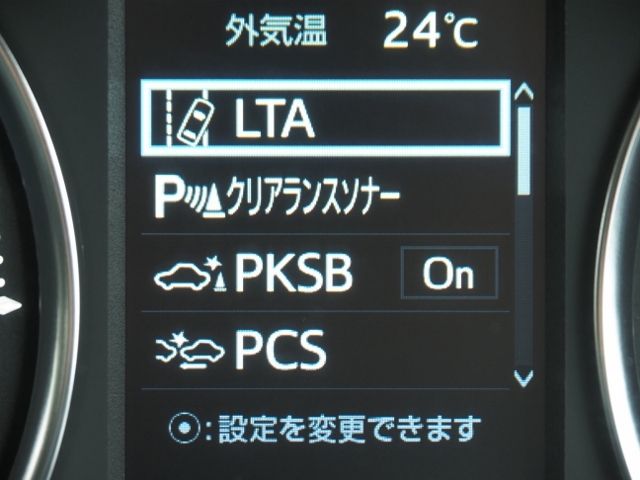 外気温 24℃
LTA
P クリアランスソナー
PKSB On
PCS
⦿:設定を変更できます